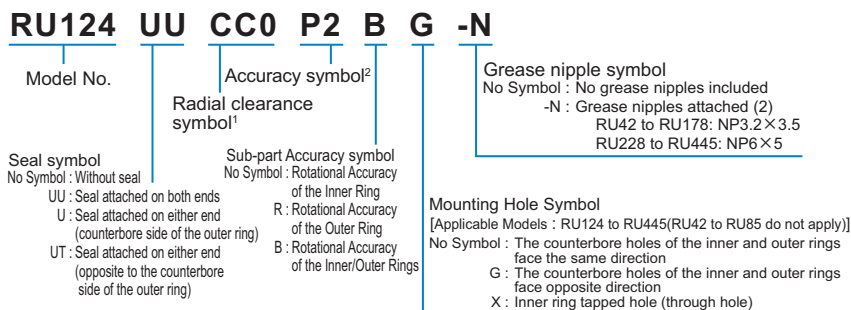 RU124 UU CC0 P2 B G -N
Model No.
Accuracy symbol2
Radial clearance
symbol1
Seal symbol
No Symbol : Without seal
UU : Seal attached on both ends
U : Seal attached on either end
(counterbore side of the outer ring)
UT : Seal attached on either end
(opposite to the counterbore
side of the outer ring)
Sub-part Accuracy symbol
No Symbol : Rotational Accuracy
of the Inner Ring
R : Rotational Accuracy
of the Outer Ring
B : Rotational Accuracy
of the Inner/Outer Rings
Grease nipple symbol
No Symbol : No grease nipples included
-N : Grease nipples attached (2)
RU42 to RU178: NP3.2×3.5
RU228 to RU445: NP6×5
Mounting Hole Symbol
[Applicable Models : RU124 to RU445(RU42 to RU85 do not apply)]
No Symbol : The counterbore holes of the inner and outer rings
face the same direction
G : The counterbore holes of the inner and outer rings
face opposite direction
X : Inner ring tapped hole (through hole)